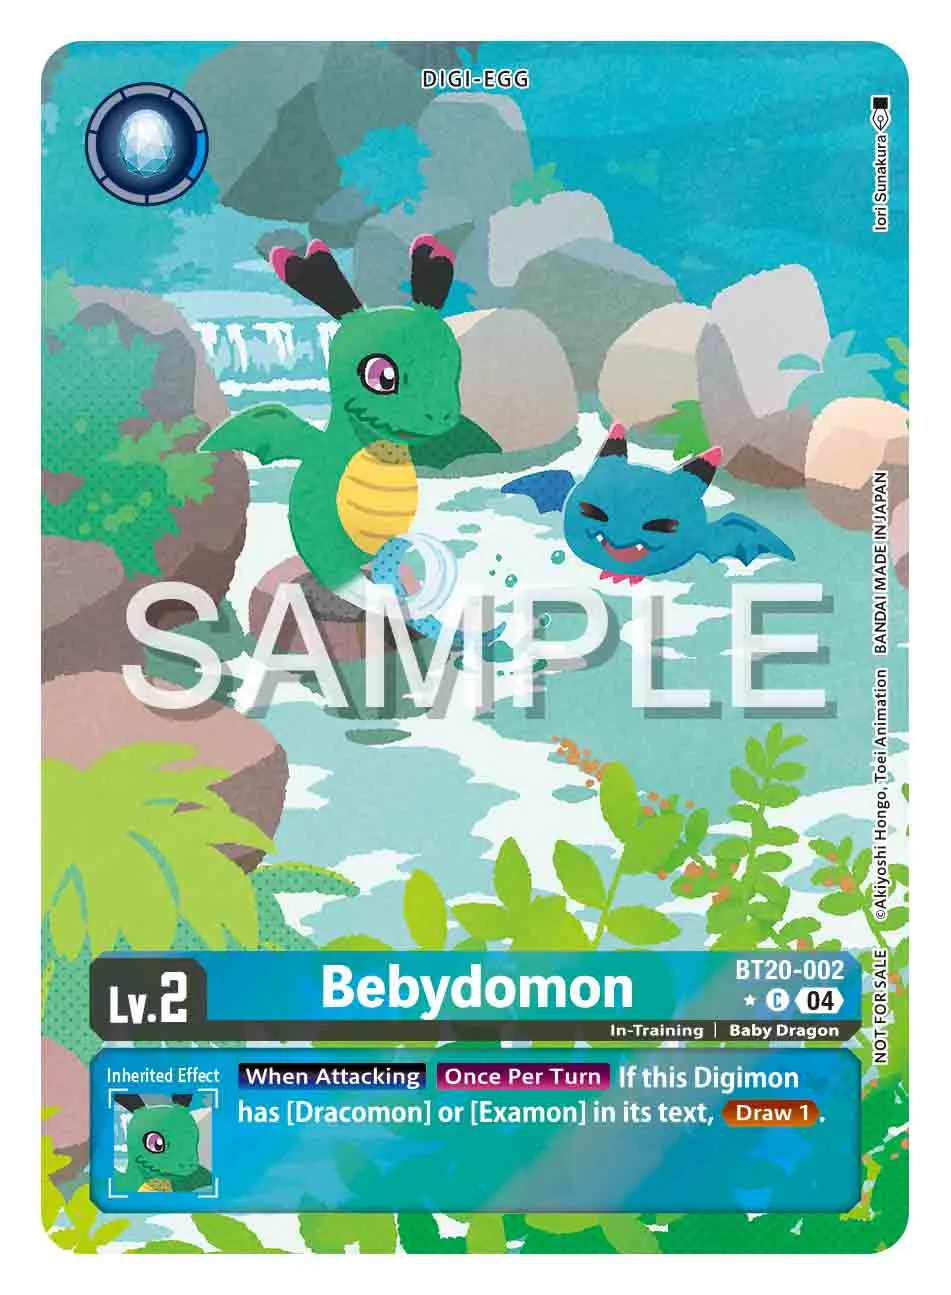 DIGI-EGG
Iori Sunakura
SAMPLE
©Akiyoshi Hongo, Toei Animation BANDAI MADE IN JAPAN
NOT FOR SALE
Lv.2
Bebydomon
BT20-002
C 04
In-Training | Baby Dragon
Inherited Effect
When Attacking Once Per Turn If this Digimon
has [Dracomon] or [Examon] in its text, Draw 1.